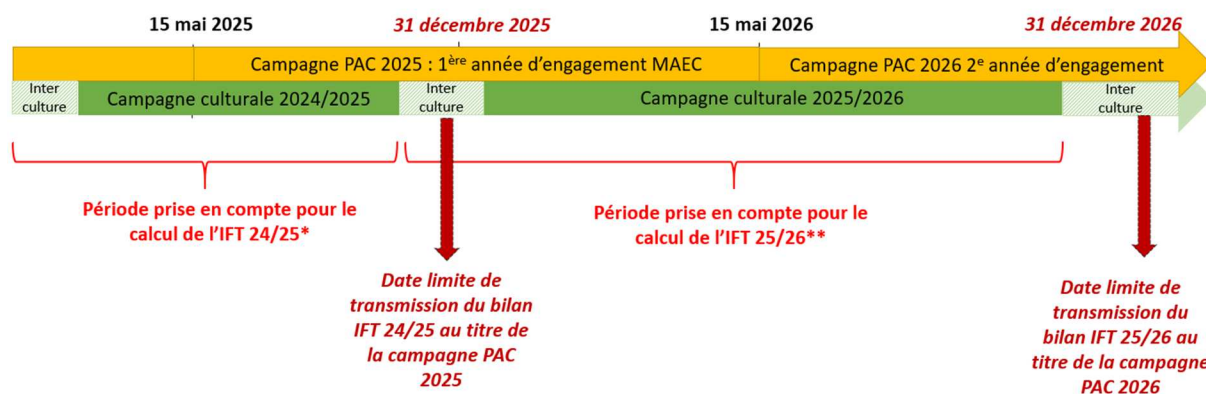 15 mai 2025
31 décembre 2025
15 mai 2026
31 décembre 2026
Campagne PAC 2025 : 1ère année d'engagement MAEC
Campagne PAC 2026 2e année d'engagement
Inter
culture
Campagne culturale 2024/2025
Inter
culture
Campagne culturale 2025/2026
Inter
culture
Période prise en compte pour le
calcul de l'IFT 24/25*
Période prise en compte pour le
calcul de l'IFT 25/26**
Date limite de
transmission du bilan
IFT 24/25 au titre de
la campagne PAC
2025
Date limite de
transmission du
bilan IFT 25/26 au
titre de la campagne
PAC 2026